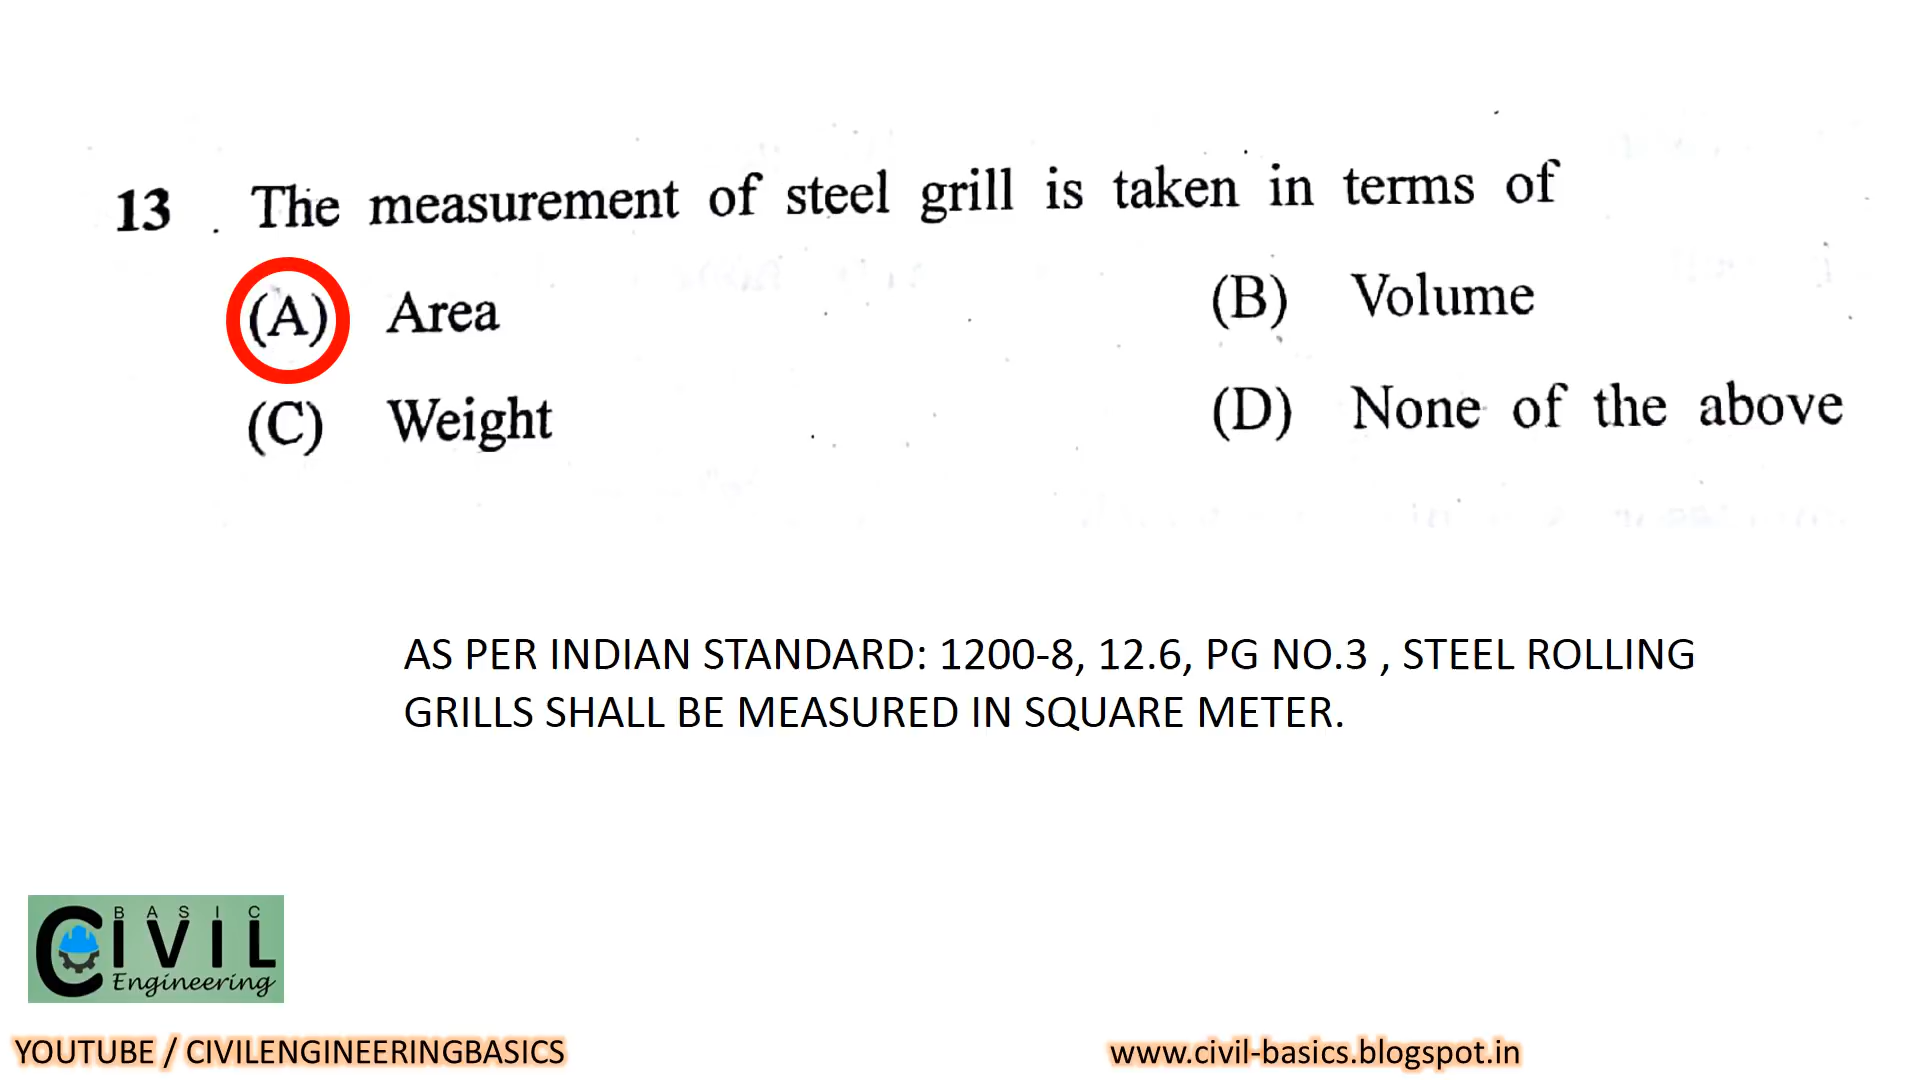 13 . The measurement of steel grill is taken in terms of
(A) Area (B) Volume
(C) Weight (D) None of the above
AS PER INDIAN STANDARD: 1200-8, 12.6, PG NO.3 , STEEL ROLLING
GRILLS SHALL BE MEASURED IN SQUARE METER.
BASIC
CIVIL
Engineering
YOUTUBE / CIVILENGINEERINGBASICS www.civil-basics.blogspot.in